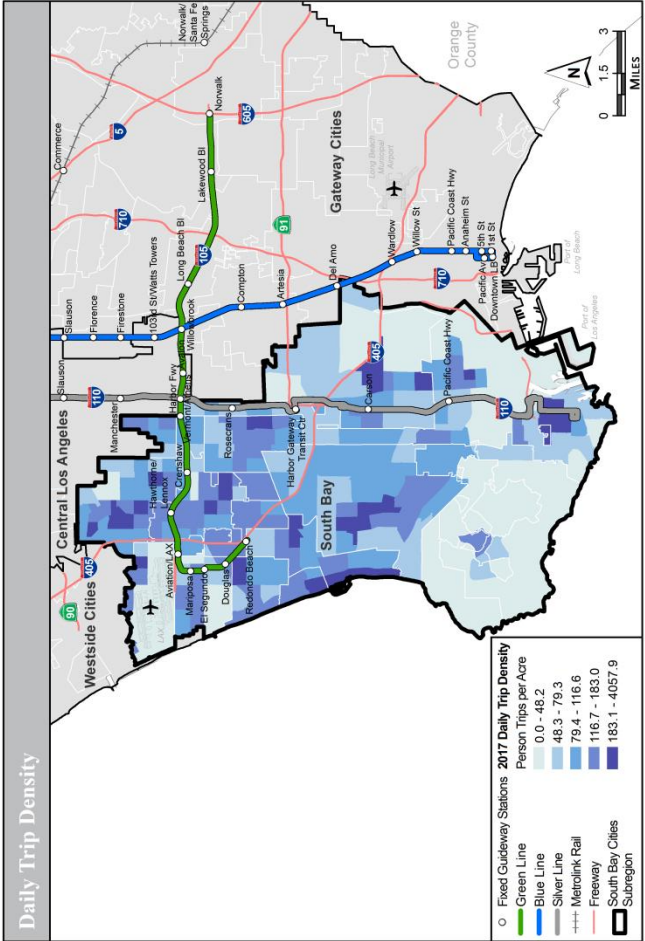 Daily Trip Density
Norwalk/
Santa Fe
Springs
Commerce
5
605
Norwalk
Lakewood Bl
Orange
County
Gateway Cities
Long Beach
Municipal
Airport
710
105
Long Beach Bl
91
Slauson
Florence
Firestone
103rd St/Watts Towers
Willowbrook
Compton
Artesia
Del Amo
Wardlow
Willow St
Pacific Coast Hwy
Anaheim St
5th St
1st St
Pacific Av
Downtown LB
710
Port of
Long Beach
Port of
Los Angeles
Slauson
110
Manchester
Harbor Fwy
Vermont/Athens
Rosecrans
Harbor Gateway
Transit Ctr
405
Carson
Pacific Coast Hwy
110
Central Los Angeles
Hawthorne/
Lennox
Crenshaw
South Bay
Westside Cities
90
405
Aviation/LAX
Mariposa
El Segundo
Douglas
Redondo Beach
N
0 1.5 3
MILES
Fixed Guideway Stations
Green Line
Blue Line
Silver Line
Metrolink Rail
Freeway
South Bay Cities
Subregion
2017 Daily Trip Density
Person Trips per Acre
0.0 - 48.2
48.3 - 79.3
79.4 - 116.6
116.7 - 183.0
183.1 - 4057.9